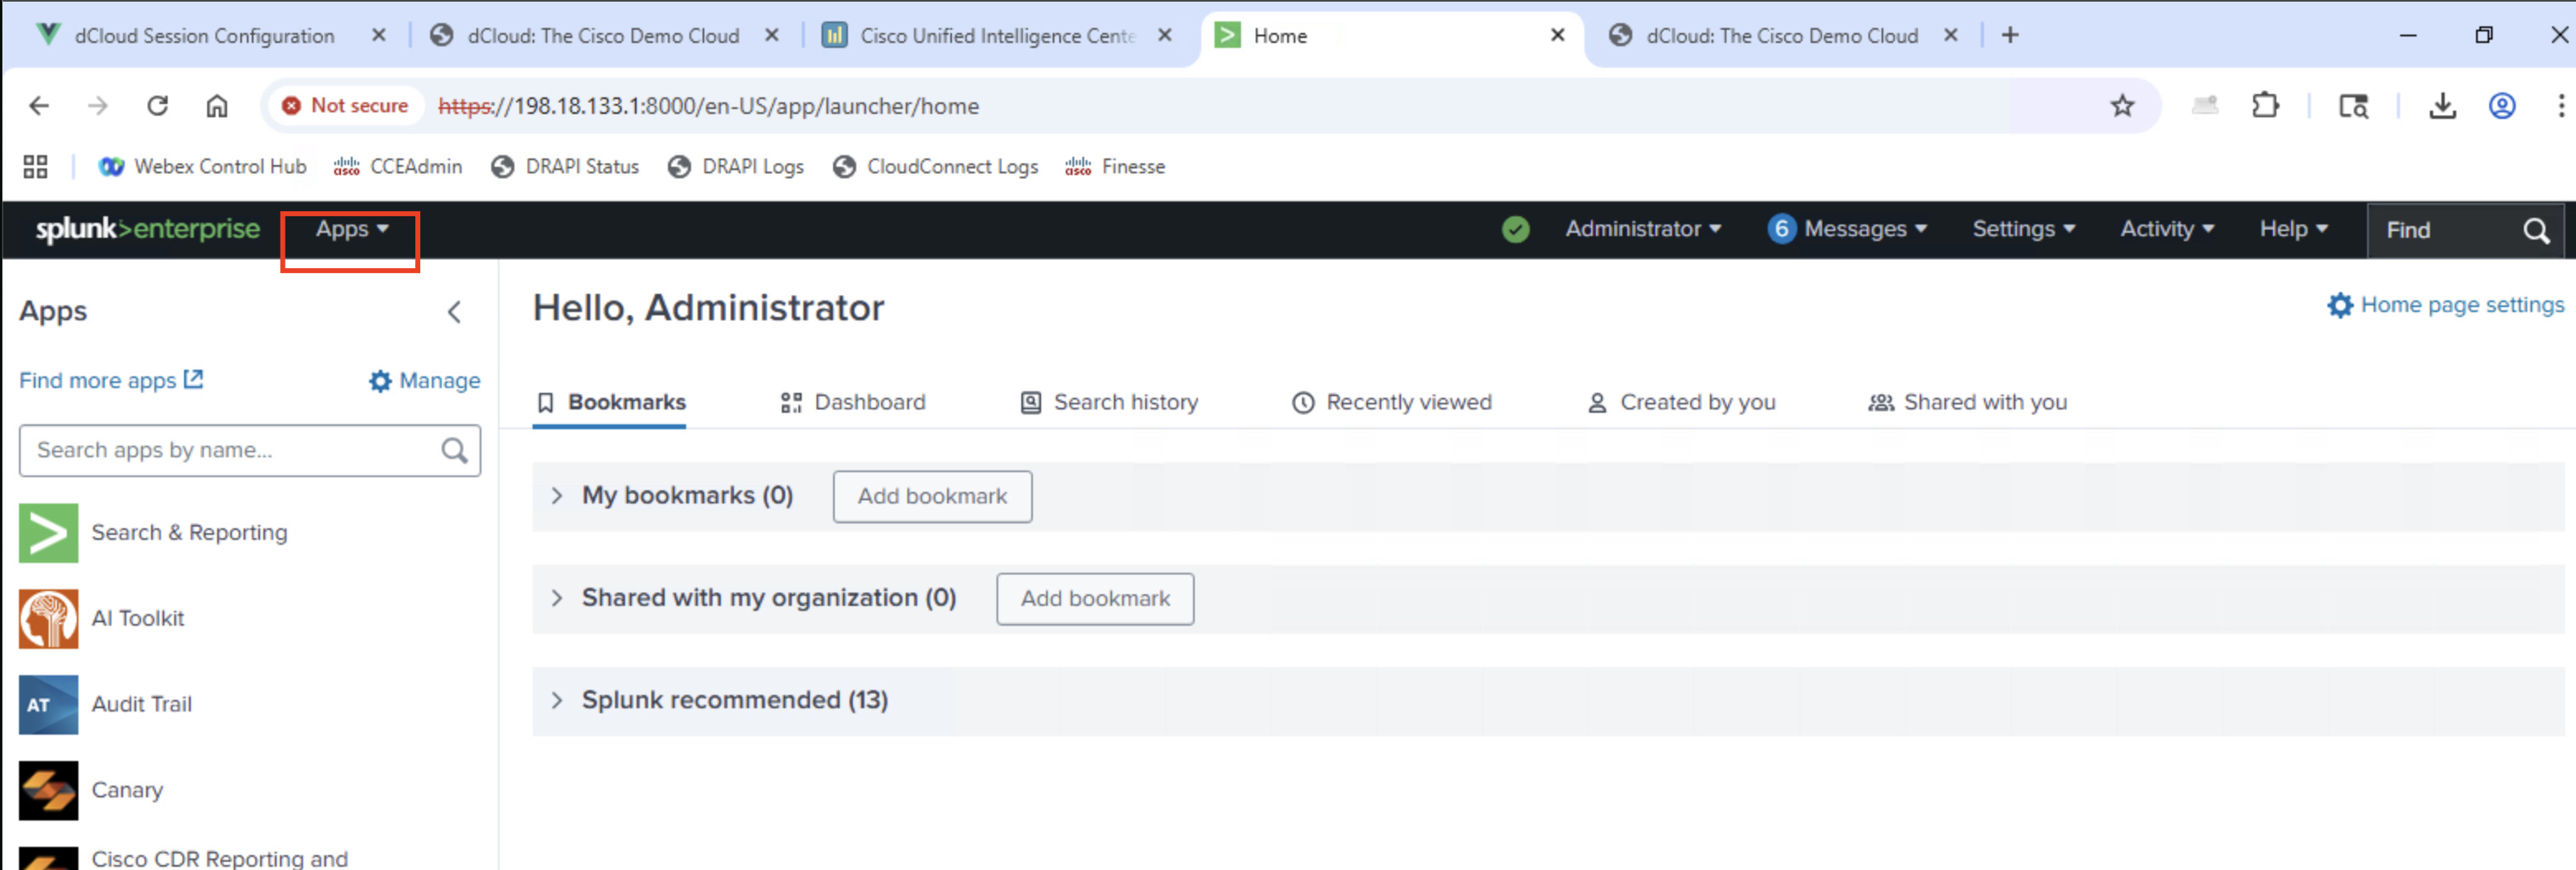 dCloud Session Configuration
dCloud: The Cisco Demo Cloud
Cisco Unified Intelligence Cente
Home
dCloud: The Cisco Demo Cloud
Not secure https://198.18.133.1:8000/en-US/app/launcher/home
Webex Control Hub
cisco CCEAdmin
DRAPI Status
DRAPI Logs
CloudConnect Logs
cisco Finesse
splunk>enterprise Apps
Administrator
6 Messages
Settings
Activity
Help
Find
Apps
Find more apps
Manage
Search apps by name...
Search & Reporting
AI Toolkit
AT Audit Trail
Canary
Cisco CDR Reporting and
Hello, Administrator
Home page settings
Bookmarks
Dashboard
Search history
Recently viewed
Created by you
Shared with you
My bookmarks (0) Add bookmark
Shared with my organization (0) Add bookmark
Splunk recommended (13)